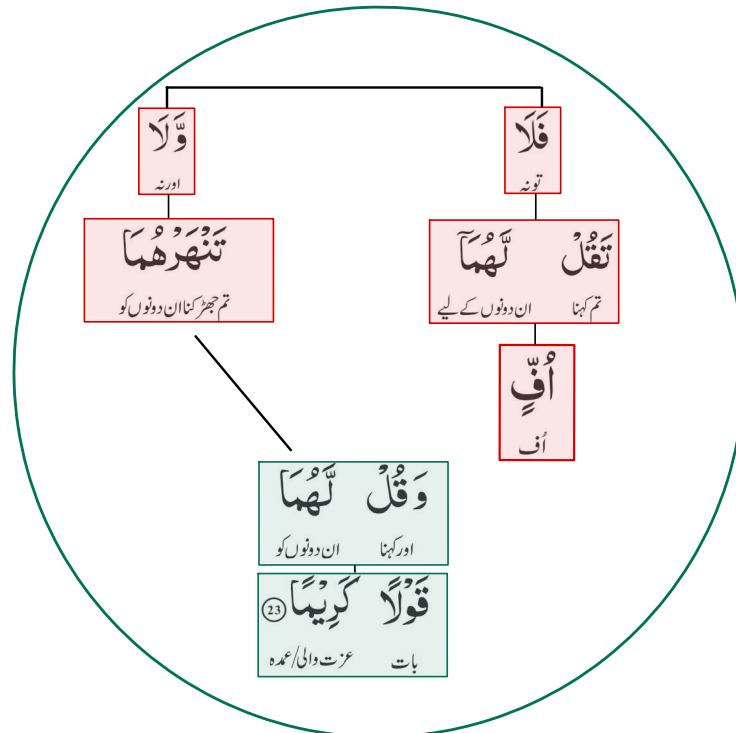 فَلَا
تو نہ
تَقُلْ لَّهُمَآ
تم کہنا ان دونوں کے لیے
اُفٍّ
اُف
وَّلَا
اور نہ
تَنْهَرْهُمَا
تم جھڑکنا ان دونوں کو
وَقُلْ لَّهُمَا
اور کہنا ان دونوں کو
قَوْلًا كَرِيْمًا 23
بات عزت والی/عمدہ